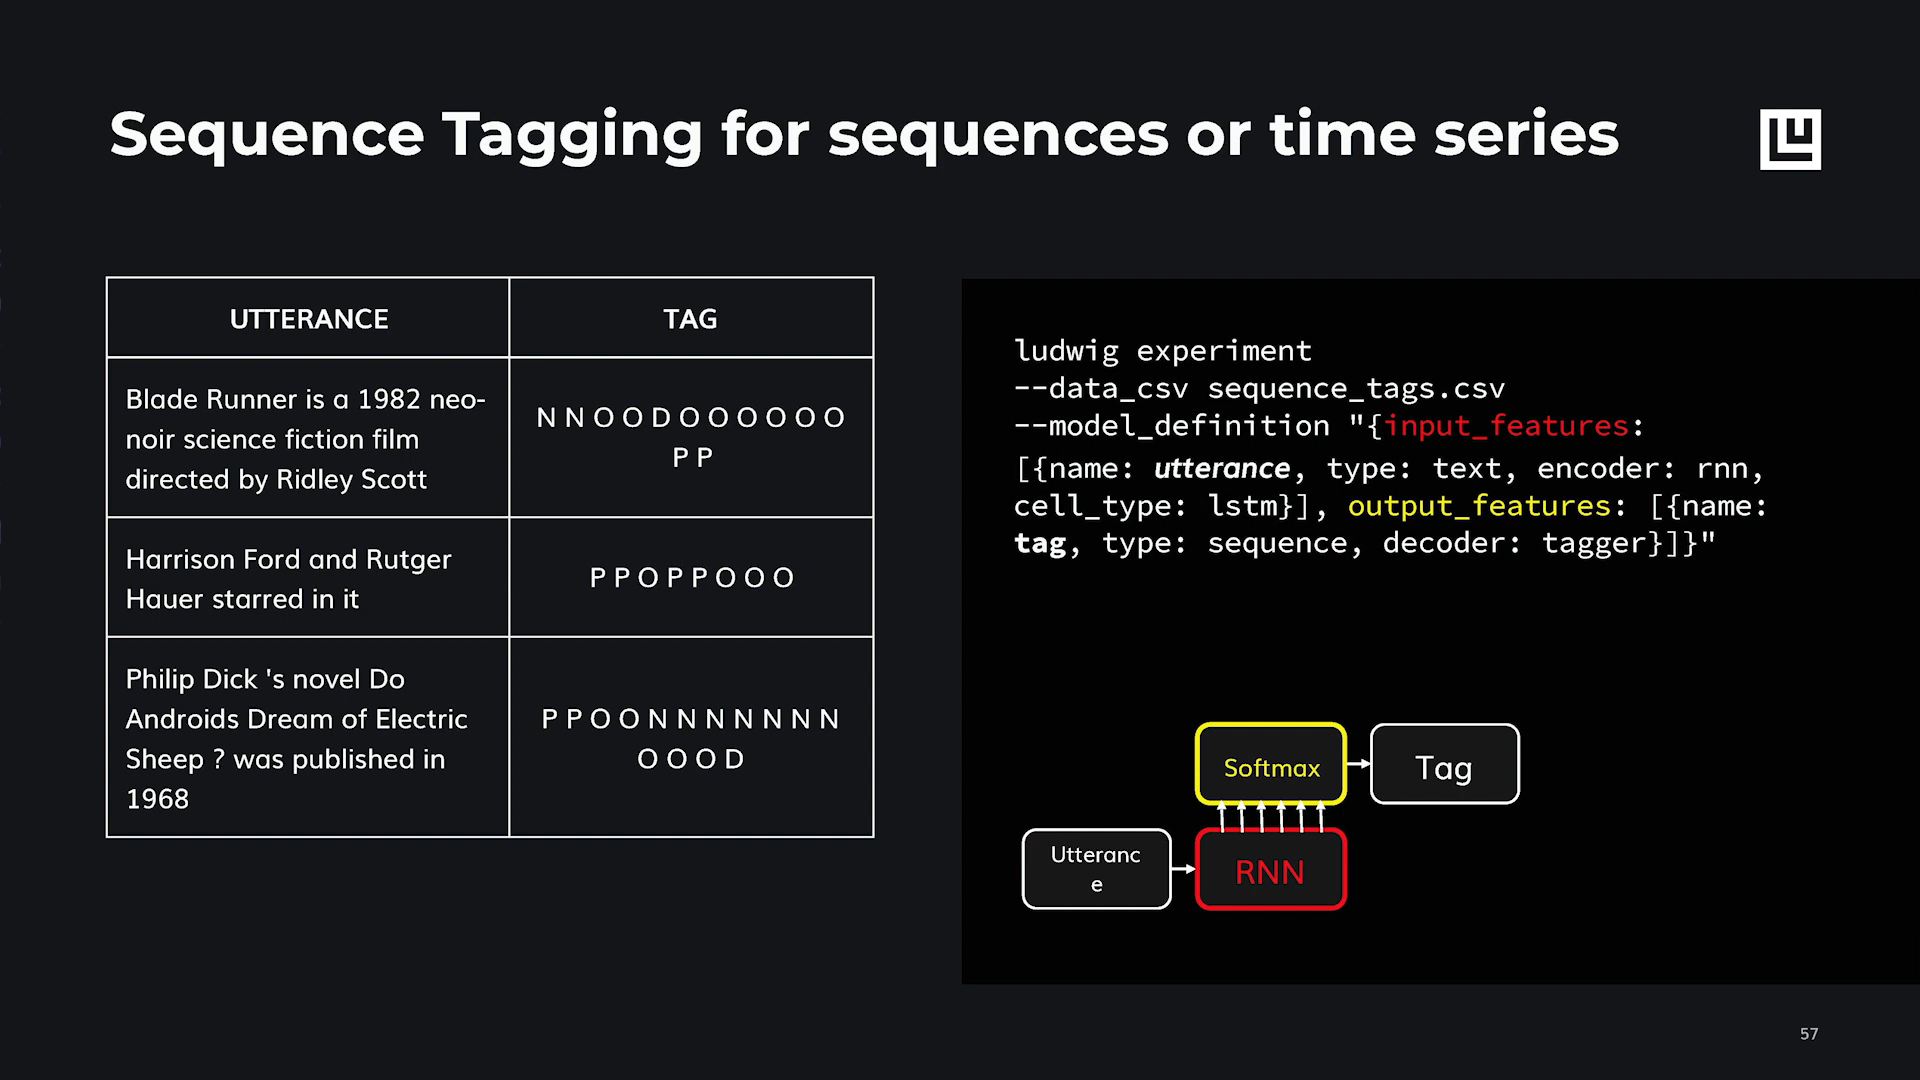 Sequence Tagging for sequences or time series
UTTERANCE
TAG
Blade Runner is a 1982 neo-
noir science fiction film
directed by Ridley Scott
N N O O D O O O O O O
P P
Harrison Ford and Rutger
Hauer starred in it
P P O P P O O O
Philip Dick 's novel Do
Androids Dream of Electric
Sheep ? was published in
1968
P P O O N N N N N N N
O O O D
ludwig experiment
--data_csv sequence_tags.csv
--model_definition "{input_features:
[{name: utterance, type: text, encoder: rnn,
cell_type: lstm}], output_features: [{name:
tag, type: sequence, decoder: tagger}]}"
Softmax
Tag
Utteranc
e
RNN
57